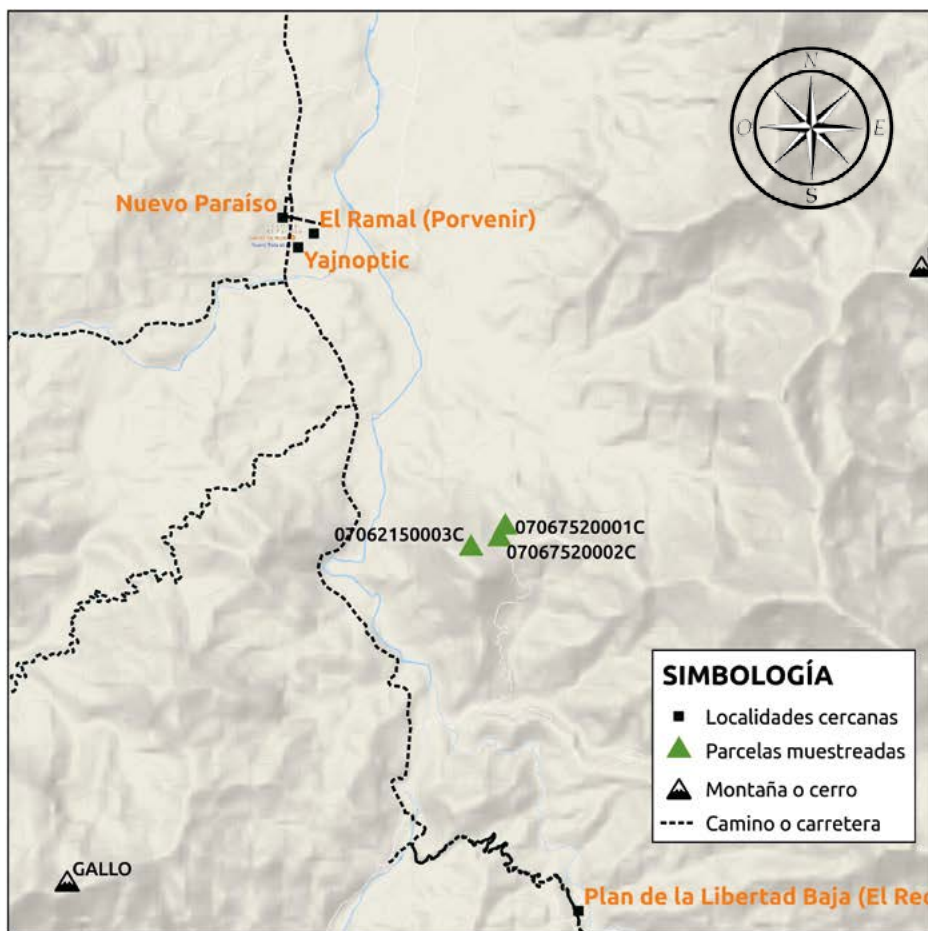 N
O
E
S
Nuevo Paraíso
El Ramal (Porvenir)
Yajnoptic
07062150003C
07067520001C
07067520002C
SIMBOLOGÍA
Localidades cercanas
Parcelas muestreadas
Montaña o cerro
Camino o carretera
GALLO
Plan de la Libertad Baja (El Rec